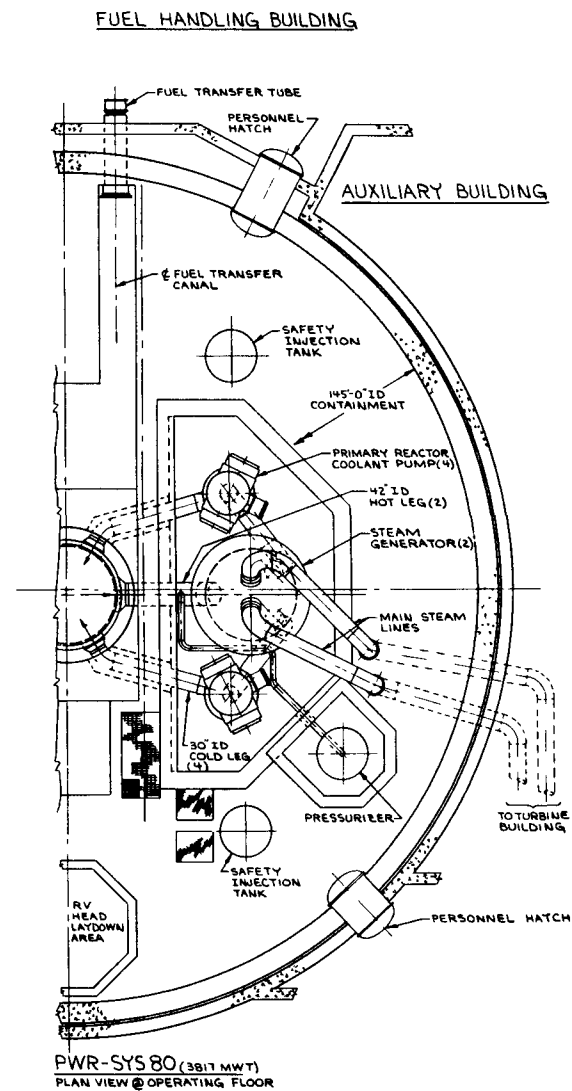 FUEL HANDLING BUILDING
FUEL TRANSFER TUBE
PERSONNEL
HATCH
AUXILIARY BUILDING
℄ FUEL TRANSFER
CANAL
SAFETY
INJECTION
TANK
145'-0" ID
CONTAINMENT
PRIMARY REACTOR
COOLANT PUMP(4)
42" ID
HOT LEG(2)
STEAM
GENERATOR(2)
MAIN STEAM
LINES
30" ID
COLD LEG
(4)
PRESSURIZER
TO TURBINE
BUILDING
SAFETY
INJECTION
TANK
RV
HEAD
LAYDOWN
AREA
PERSONNEL HATCH
PWR-SYS 80 (3817 MWT)
PLAN VIEW @ OPERATING FLOOR